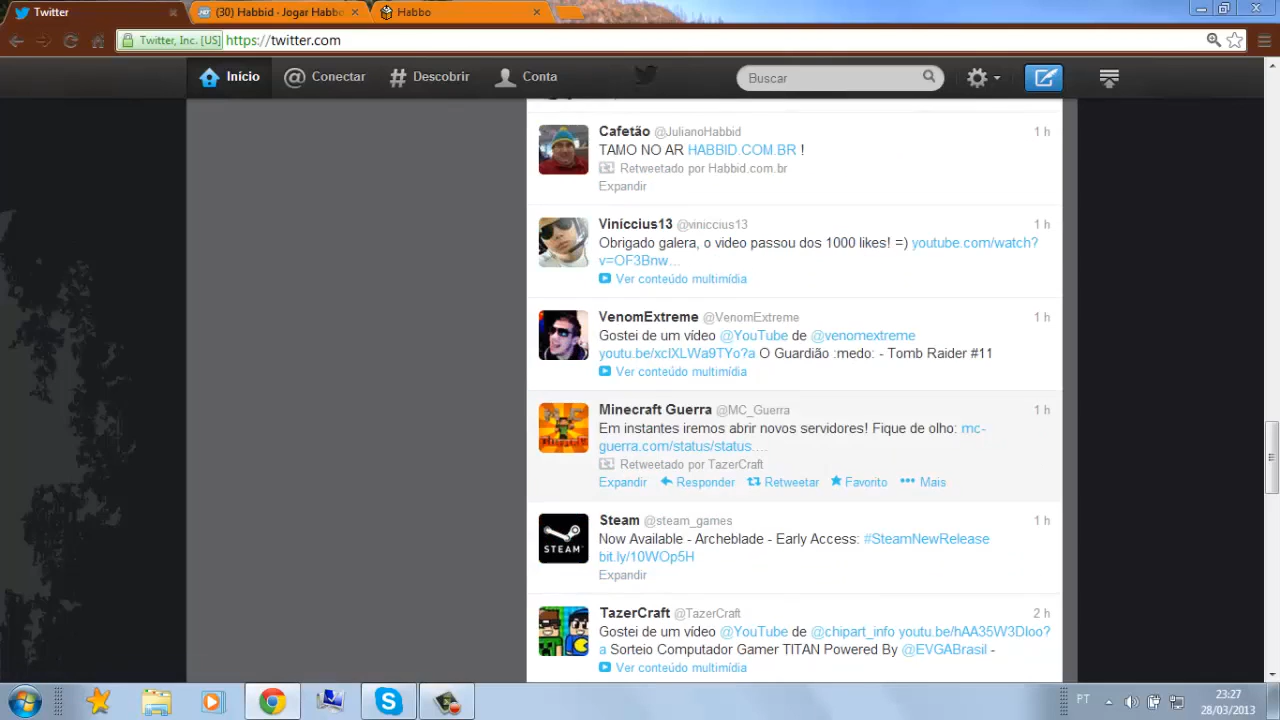 Twitter
(30) Habbid - Jogar Habbo
Habbo
Twitter, Inc. [US] https://twitter.com
Início
Conectar
Descobrir
Conta
Buscar
Cafetão @JulianoHabbid 1 h
TAMO NO AR HABBID.COM.BR !
Retweetado por Habbid.com.br
Expandir
Viníccius13 @viniccius13 1 h
Obrigado galera, o video passou dos 1000 likes! =) youtube.com/watch?
v=OF3Bnw…
Ver conteúdo multimídia
VenomExtreme @VenomExtreme 1 h
Gostei de um vídeo @YouTube de @venomextreme
youtu.be/xclXLWa9TYo?a O Guardião :medo: - Tomb Raider #11
Ver conteúdo multimídia
Minecraft Guerra @MC_Guerra 1 h
Em instantes iremos abrir novos servidores! Fique de olho: mc-
guerra.com/status/status.…
Retweetado por TazerCraft
Expandir Responder Retweetar Favorito Mais
STEAM
Steam @steam_games 1 h
Now Available - Archeblade - Early Access: #SteamNewRelease
bit.ly/10WOp5H
Expandir
TazerCraft @TazerCraft 2 h
Gostei de um vídeo @YouTube de @chipart_info youtu.be/hAA35W3Dloo?
a Sorteio Computador Gamer TITAN Powered By @EVGABrasil -
Ver conteúdo multimídia
PT
23:27
28/03/2013